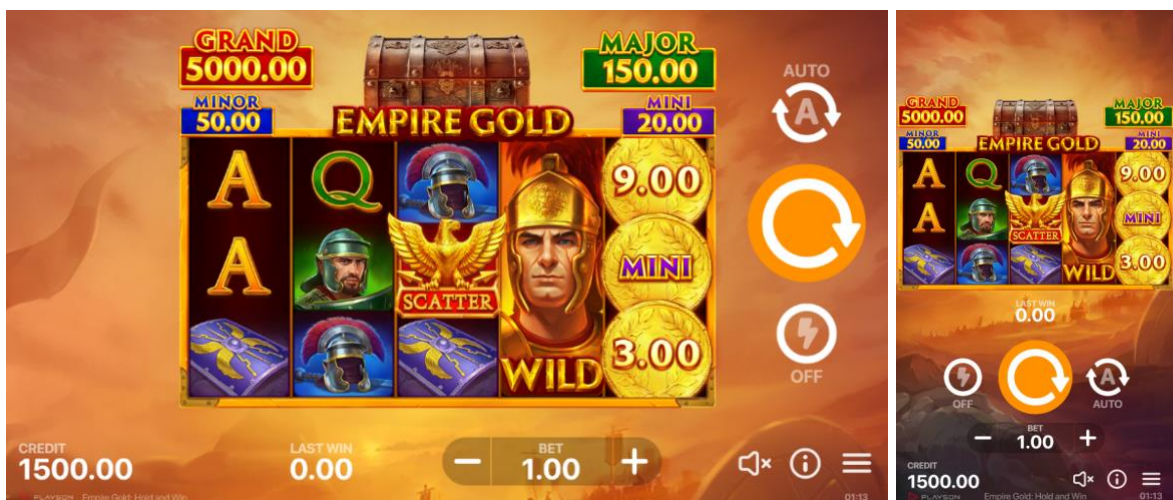 GRAND
5000.00
MAJOR
150.00
MINOR
50.00
MINI
20.00
EMPIRE GOLD
A
Q
9.00
A
SCATTER
MINI
WILD
3.00
AUTO
A
OFF
CREDIT
1500.00
LAST WIN
0.00
BET
− 1.00 +
PLAYSON Empire Gold: Hold and Win
01:13
GRAND
5000.00
MAJOR
150.00
MINOR
50.00
MINI
20.00
EMPIRE GOLD
A
Q
9.00
A
SCATTER
MINI
WILD
3.00
LAST WIN
0.00
OFF
A
AUTO
BET
− 1.00 +
CREDIT
1500.00
PLAYSON Empire Gold: Hold and Win
01:13